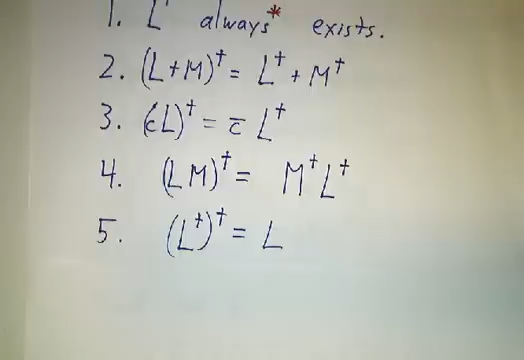 1. L† always* exists.
2. (L+M)† = L† + M†
3. (cL)† = c̅ L†
4. (LM)† = M†L†
5. (L†)† = L